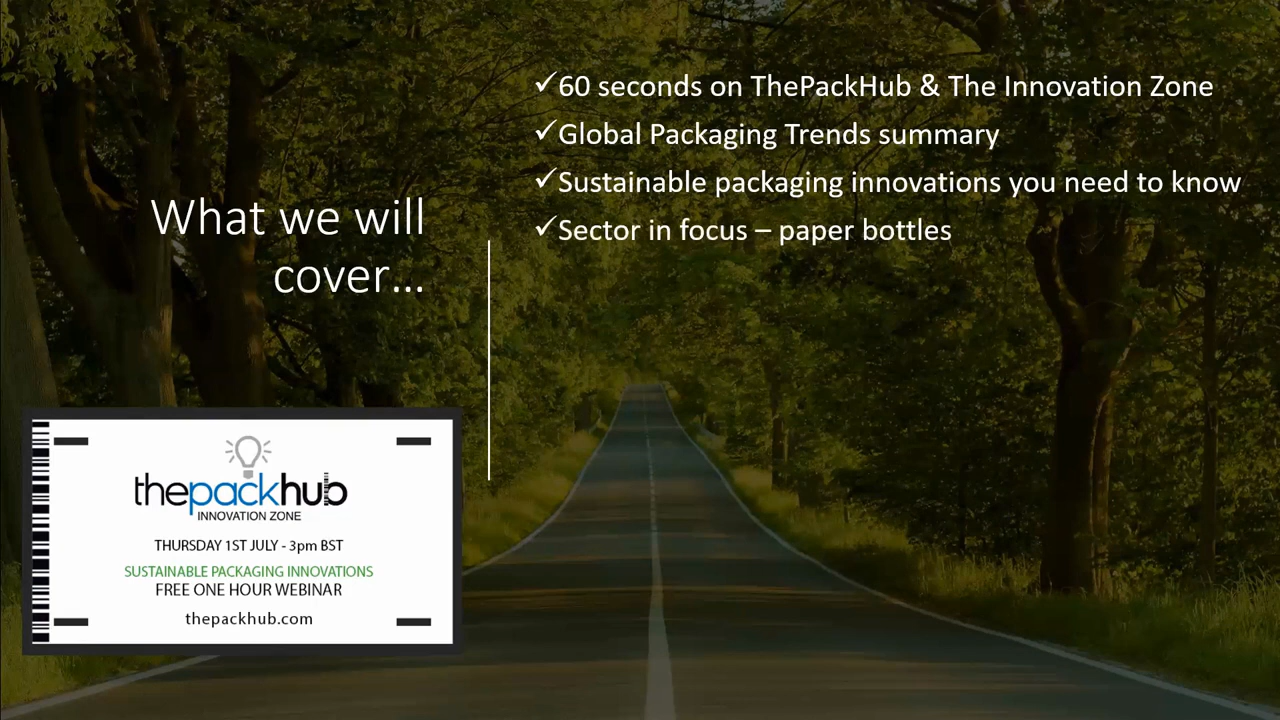 What we will
cover...
✓60 seconds on ThePackHub & The Innovation Zone
✓Global Packaging Trends summary
✓Sustainable packaging innovations you need to know
✓Sector in focus – paper bottles
thepackhub
INNOVATION ZONE
THURSDAY 1ST JULY - 3pm BST
SUSTAINABLE PACKAGING INNOVATIONS
FREE ONE HOUR WEBINAR
thepackhub.com